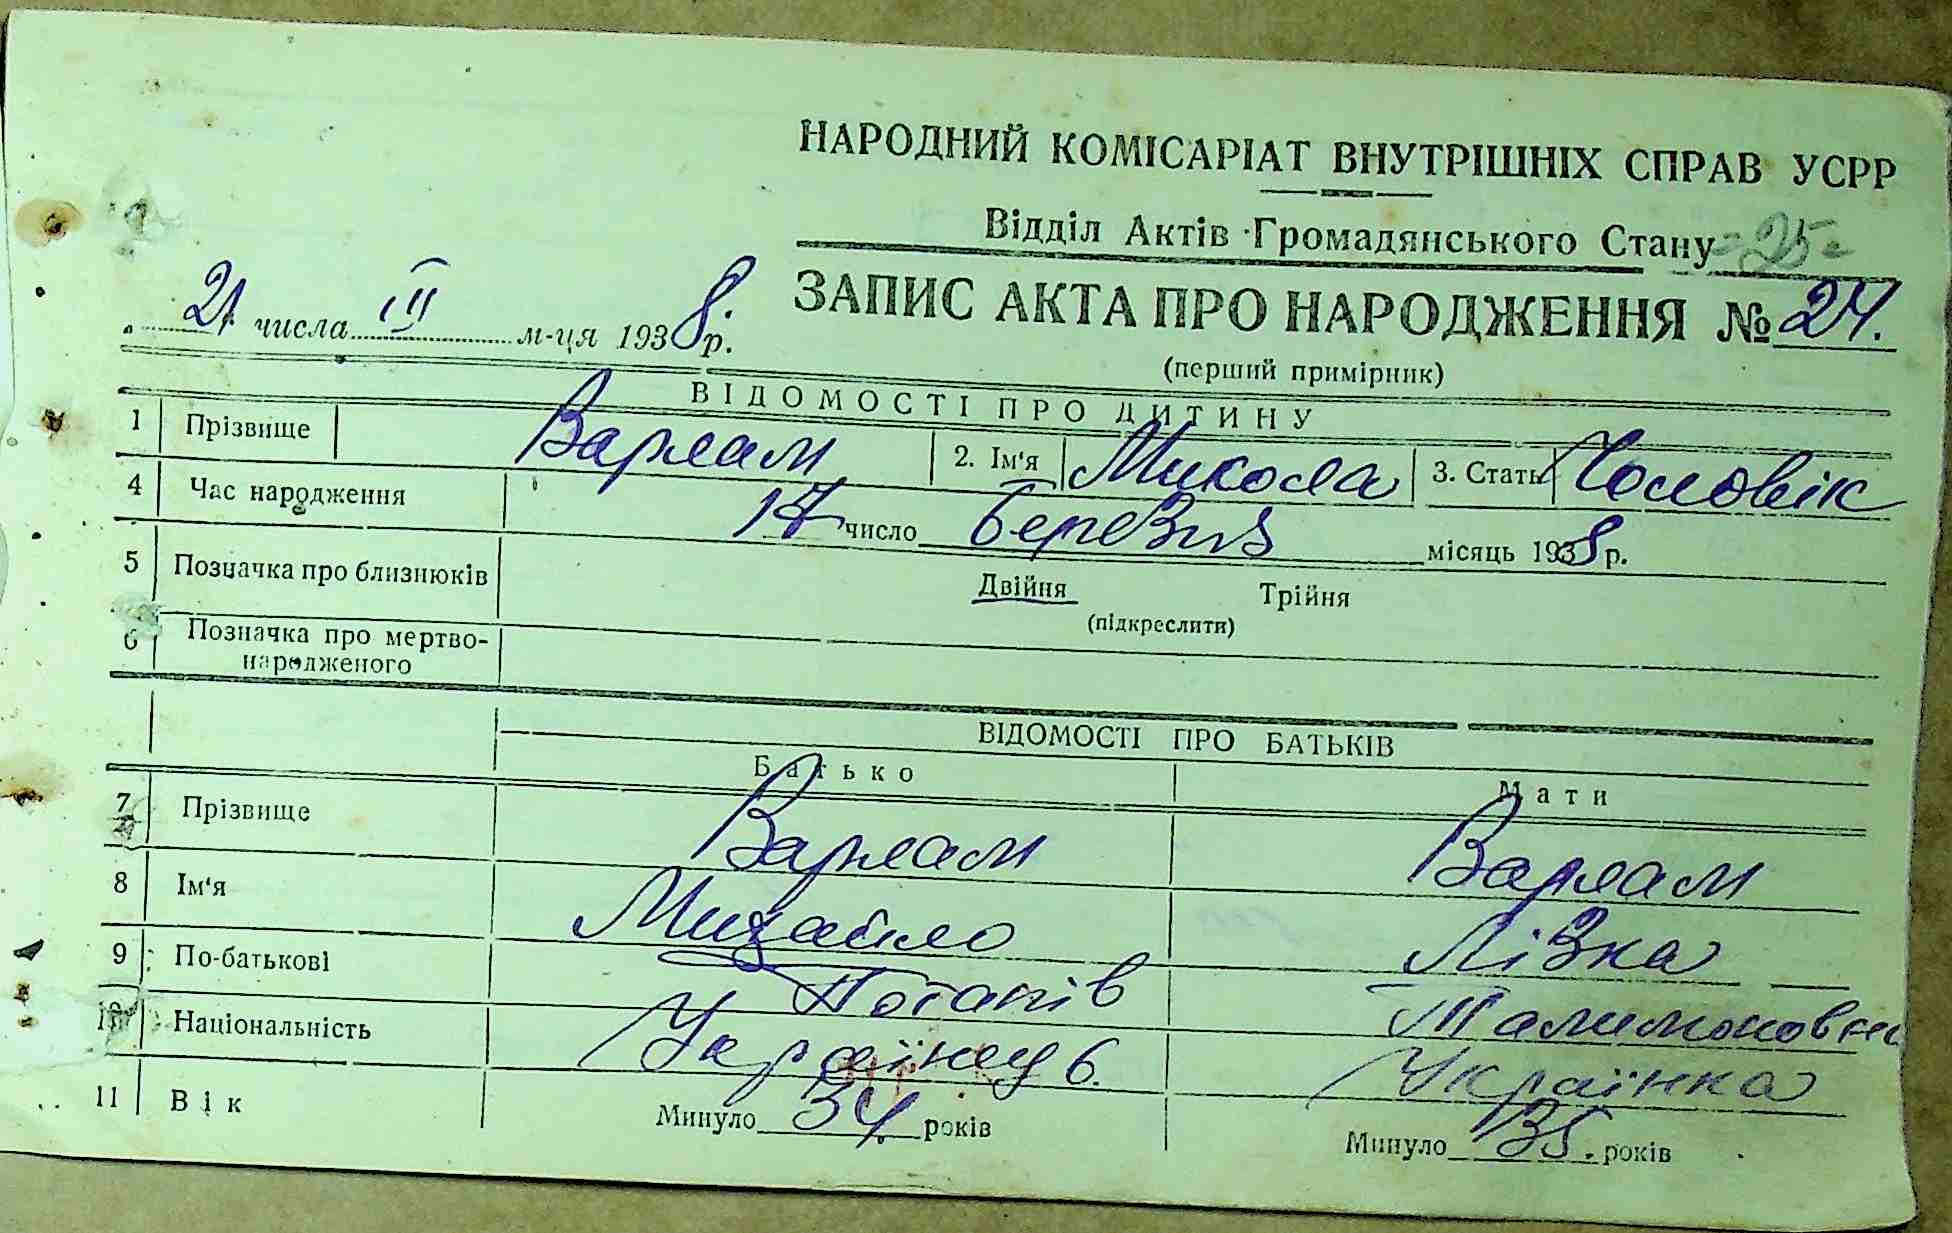 НАРОДНИЙ КОМІСАРІАТ ВНУТРІШНІХ СПРАВ УСРР
Відділ Актів Громадянського Стану 25
21 числа III м-ця 1938 р. ЗАПИС АКТА ПРО НАРОДЖЕННЯ № 24.
(перший примірник)
ВІДОМОСТІ ПРО ДИТИНУ
1 Прізвище Варлам 2. Ім'я Микола 3. Стать Чоловік
4 Час народження 17 число березня місяць 1938 р.
5 Позначка про близнюків Двійня Трійня
(підкреслити)
6 Позначка про мертво-
народженого
ВІДОМОСТІ ПРО БАТЬКІВ
Батько Мати
7 Прізвище Варлам Варлам
8 Ім'я Михайло Лізка
9 По-батькові Потапів
10 Національність Українец Українка
11 Вік Минуло 34 років Минуло 35. років